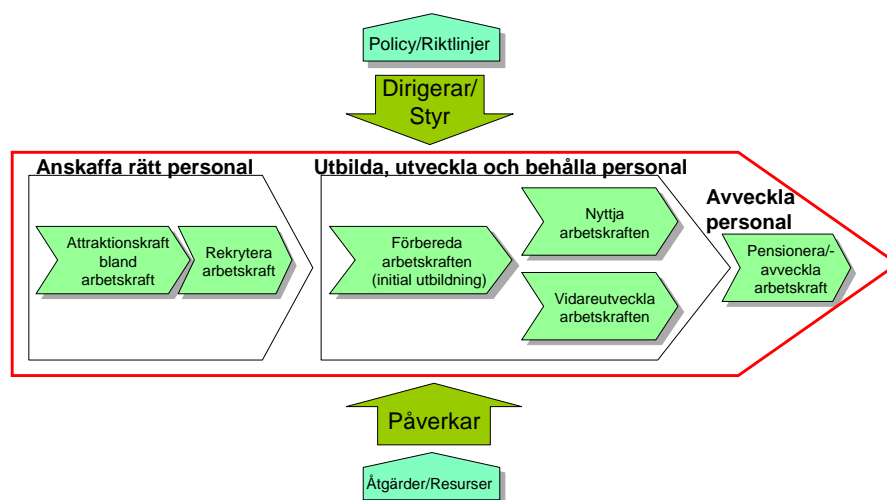 Policy/Riktlinjer
Dirigerar/
Styr
Anskaffa rätt personal
Utbilda, utveckla och behålla personal
Avveckla
personal
Attraktionskraft
bland
arbetskraft
Rekrytera
arbetskraft
Förbereda
arbetskraften
(initial utbildning)
Nyttja
arbetskraften
Vidareutveckla
arbetskraften
Pensionera/-
avveckla
arbetskraft
Påverkar
Åtgärder/Resurser